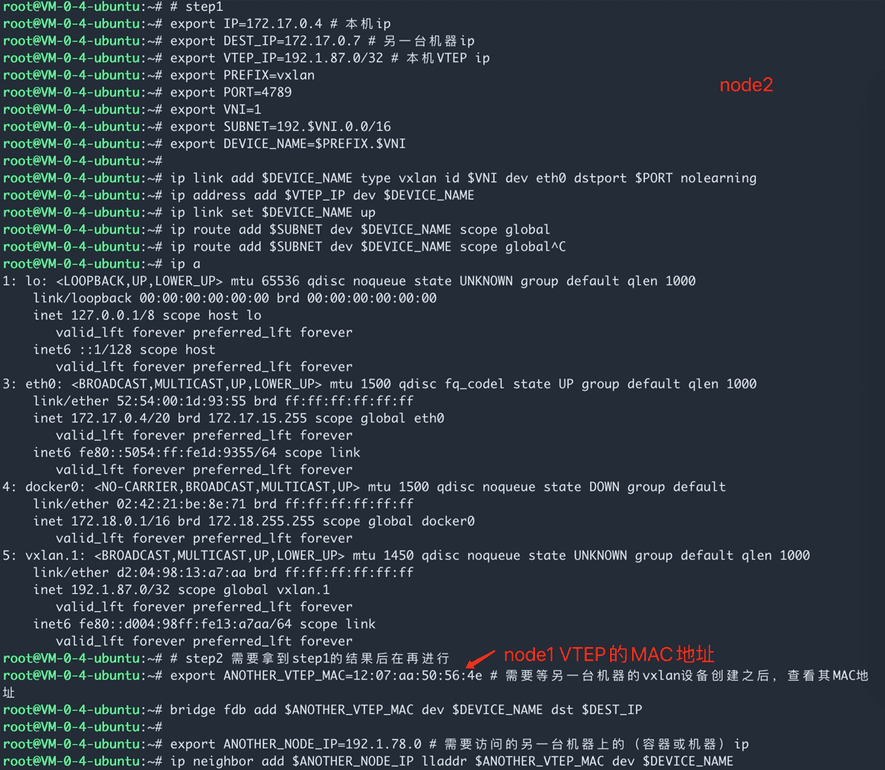 root@VM-0-4-ubuntu:~# # step1
root@VM-0-4-ubuntu:~# export IP=172.17.0.4 # 本机ip
root@VM-0-4-ubuntu:~# export DEST_IP=172.17.0.7 # 另一台机器ip
root@VM-0-4-ubuntu:~# export VTEP_IP=192.1.87.0/32 # 本机VTEP ip
root@VM-0-4-ubuntu:~# export PREFIX=vxlan
node2
root@VM-0-4-ubuntu:~# export PORT=4789
root@VM-0-4-ubuntu:~# export VNI=1
root@VM-0-4-ubuntu:~# export SUBNET=192.$VNI.0.0/16
root@VM-0-4-ubuntu:~# export DEVICE_NAME=$PREFIX.$VNI
root@VM-0-4-ubuntu:~#
root@VM-0-4-ubuntu:~# ip link add $DEVICE_NAME type vxlan id $VNI dev eth0 dstport $PORT nolearning
root@VM-0-4-ubuntu:~# ip address add $VTEP_IP dev $DEVICE_NAME
root@VM-0-4-ubuntu:~# ip link set $DEVICE_NAME up
root@VM-0-4-ubuntu:~# ip route add $SUBNET dev $DEVICE_NAME scope global
root@VM-0-4-ubuntu:~# ip route add $SUBNET dev $DEVICE_NAME scope global^C
root@VM-0-4-ubuntu:~# ip a
1: lo: <LOOPBACK,UP,LOWER_UP> mtu 65536 qdisc noqueue state UNKNOWN group default qlen 1000
    link/loopback 00:00:00:00:00:00 brd 00:00:00:00:00:00
    inet 127.0.0.1/8 scope host lo
       valid_lft forever preferred_lft forever
    inet6 ::1/128 scope host
       valid_lft forever preferred_lft forever
3: eth0: <BROADCAST,MULTICAST,UP,LOWER_UP> mtu 1500 qdisc fq_codel state UP group default qlen 1000
    link/ether 52:54:00:1d:93:55 brd ff:ff:ff:ff:ff:ff
    inet 172.17.0.4/20 brd 172.17.15.255 scope global eth0
       valid_lft forever preferred_lft forever
    inet6 fe80::5054:ff:fe1d:9355/64 scope link
       valid_lft forever preferred_lft forever
4: docker0: <NO-CARRIER,BROADCAST,MULTICAST,UP> mtu 1500 qdisc noqueue state DOWN group default
    link/ether 02:42:21:be:8e:71 brd ff:ff:ff:ff:ff:ff
    inet 172.18.0.1/16 brd 172.18.255.255 scope global docker0
       valid_lft forever preferred_lft forever
5: vxlan.1: <BROADCAST,MULTICAST,UP,LOWER_UP> mtu 1450 qdisc noqueue state UNKNOWN group default qlen 1000
    link/ether d2:04:98:13:a7:aa brd ff:ff:ff:ff:ff:ff
    inet 192.1.87.0/32 scope global vxlan.1
       valid_lft forever preferred_lft forever
    inet6 fe80::d004:98ff:fe13:a7aa/64 scope link
       valid_lft forever preferred_lft forever
root@VM-0-4-ubuntu:~# # step2 需要拿到step1的结果后在再进行
node1 VTEP的MAC地址
root@VM-0-4-ubuntu:~# export ANOTHER_VTEP_MAC=12:07:aa:50:56:4e # 需要等另一台机器的vxlan设备创建之后，查看其MAC地
址
root@VM-0-4-ubuntu:~# bridge fdb add $ANOTHER_VTEP_MAC dev $DEVICE_NAME dst $DEST_IP
root@VM-0-4-ubuntu:~#
root@VM-0-4-ubuntu:~# export ANOTHER_NODE_IP=192.1.78.0 # 需要访问的另一台机器上的（容器或机器）ip
root@VM-0-4-ubuntu:~# ip neighbor add $ANOTHER_NODE_IP lladdr $ANOTHER_VTEP_MAC dev $DEVICE_NAME